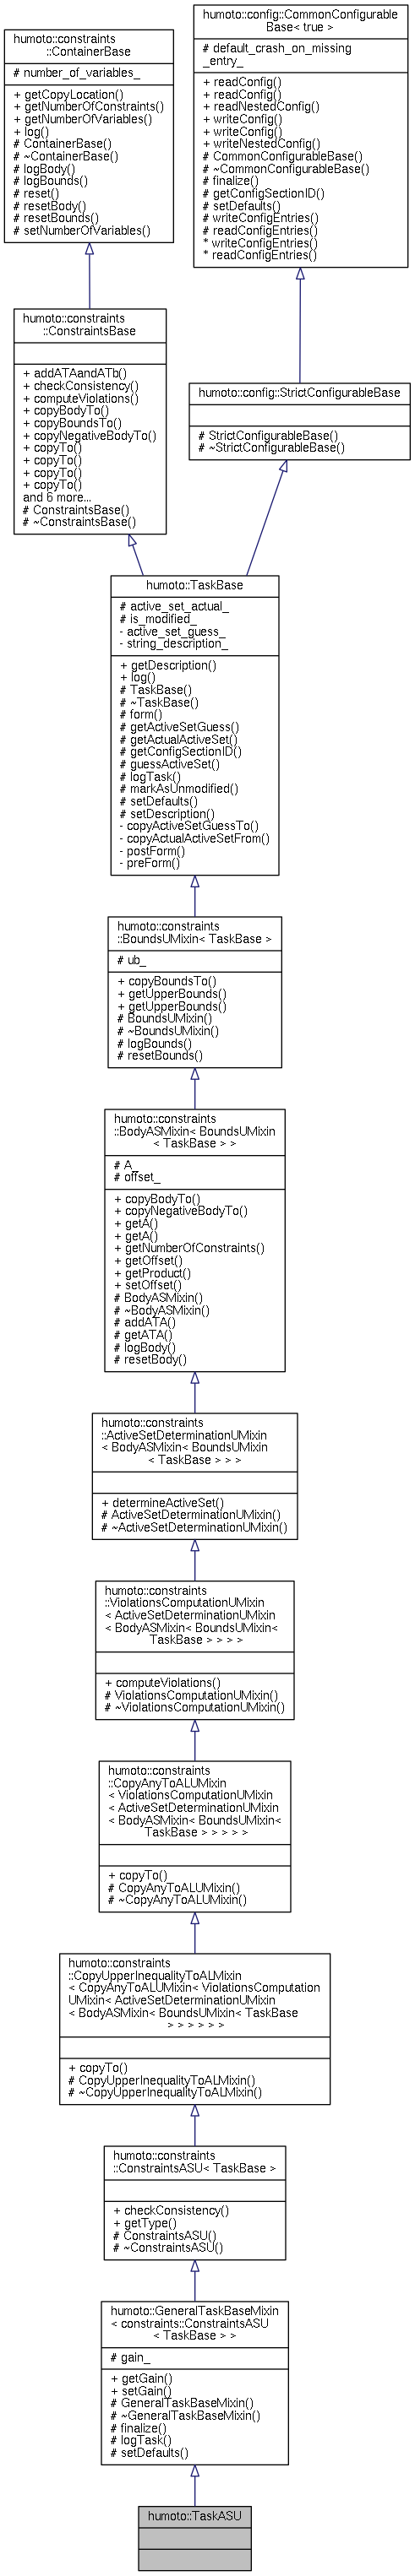 humoto::constraints
::ContainerBase
# number_of_variables_
+ getCopyLocation()
+ getNumberOfConstraints()
+ getNumberOfVariables()
+ log()
# ContainerBase()
# ~ContainerBase()
# logBody()
# logBounds()
# reset()
# resetBody()
# resetBounds()
# setNumberOfVariables()
humoto::config::CommonConfigurable
Base< true >
# default_crash_on_missing
_entry_
+ readConfig()
+ readConfig()
+ readNestedConfig()
+ writeConfig()
+ writeConfig()
+ writeNestedConfig()
# CommonConfigurableBase()
# ~CommonConfigurableBase()
# finalize()
# getConfigSectionID()
# setDefaults()
# writeConfigEntries()
# readConfigEntries()
* writeConfigEntries()
* readConfigEntries()
humoto::constraints
::ConstraintsBase
+ addATAandATb()
+ checkConsistency()
+ computeViolations()
+ copyBodyTo()
+ copyBoundsTo()
+ copyNegativeBodyTo()
+ copyTo()
+ copyTo()
+ copyTo()
+ copyTo()
and 6 more...
# ConstraintsBase()
# ~ConstraintsBase()
humoto::config::StrictConfigurableBase
# StrictConfigurableBase()
# ~StrictConfigurableBase()
humoto::TaskBase
# active_set_actual_
# is_modified_
- active_set_guess_
- string_description_
+ getDescription()
+ log()
# TaskBase()
# ~TaskBase()
# form()
# getActiveSetGuess()
# getActualActiveSet()
# getConfigSectionID()
# guessActiveSet()
# logTask()
# markAsUnmodified()
# setDefaults()
# setDescription()
- copyActiveSetGuessTo()
- copyActualActiveSetFrom()
- postForm()
- preForm()
humoto::constraints
::BoundsUMixin< TaskBase >
# ub_
+ copyBoundsTo()
+ getUpperBounds()
+ getUpperBounds()
# BoundsUMixin()
# ~BoundsUMixin()
# logBounds()
# resetBounds()
humoto::constraints
::BodyASMixin< BoundsUMixin
< TaskBase > >
# A_
# offset_
+ copyBodyTo()
+ copyNegativeBodyTo()
+ getA()
+ getA()
+ getNumberOfConstraints()
+ getOffset()
+ getProduct()
+ setOffset()
# BodyASMixin()
# ~BodyASMixin()
# addATA()
# getATA()
# logBody()
# resetBody()
humoto::constraints
::ActiveSetDeterminationUMixin
< BodyASMixin< BoundsUMixin
< TaskBase > > >
+ determineActiveSet()
# ActiveSetDeterminationUMixin()
# ~ActiveSetDeterminationUMixin()
humoto::constraints
::ViolationsComputationUMixin
< ActiveSetDeterminationUMixin
< BodyASMixin< BoundsUMixin<
TaskBase > > > >
+ computeViolations()
# ViolationsComputationUMixin()
# ~ViolationsComputationUMixin()
humoto::constraints
::CopyAnyToALUMixin
< ViolationsComputationUMixin
< ActiveSetDeterminationUMixin
< BodyASMixin< BoundsUMixin<
TaskBase > > > > >
+ copyTo()
# CopyAnyToALUMixin()
# ~CopyAnyToALUMixin()
humoto::constraints
::CopyUpperInequalityToALMixin
< CopyAnyToALUMixin< ViolationsComputation
UMixin< ActiveSetDeterminationUMixin
< BodyASMixin< BoundsUMixin< TaskBase
> > > > > >
+ copyTo()
# CopyUpperInequalityToALMixin()
# ~CopyUpperInequalityToALMixin()
humoto::constraints
::ConstraintsASU< TaskBase >
+ checkConsistency()
+ getType()
# ConstraintsASU()
# ~ConstraintsASU()
humoto::GeneralTaskBaseMixin
< constraints::ConstraintsASU
< TaskBase > >
# gain_
+ getGain()
+ setGain()
# GeneralTaskBaseMixin()
# ~GeneralTaskBaseMixin()
# finalize()
# logTask()
# setDefaults()
humoto::TaskASU